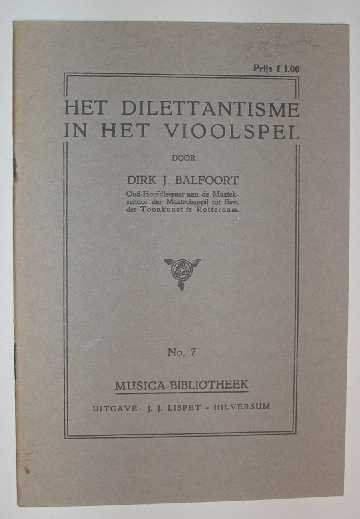 Prijs f 1.00
HET DILETTANTISME
IN HET VIOOLSPEL
DOOR
DIRK J. BALFOORT
Oud-Hoofdleeraar aan de Muziek-
school der Maatschappij tot Bev.
der Toonkunst te Rotterdam.
No. 7
MUSICA-BIBLIOTHEEK
UITGAVE - J. J. LISPET - HILVERSUM